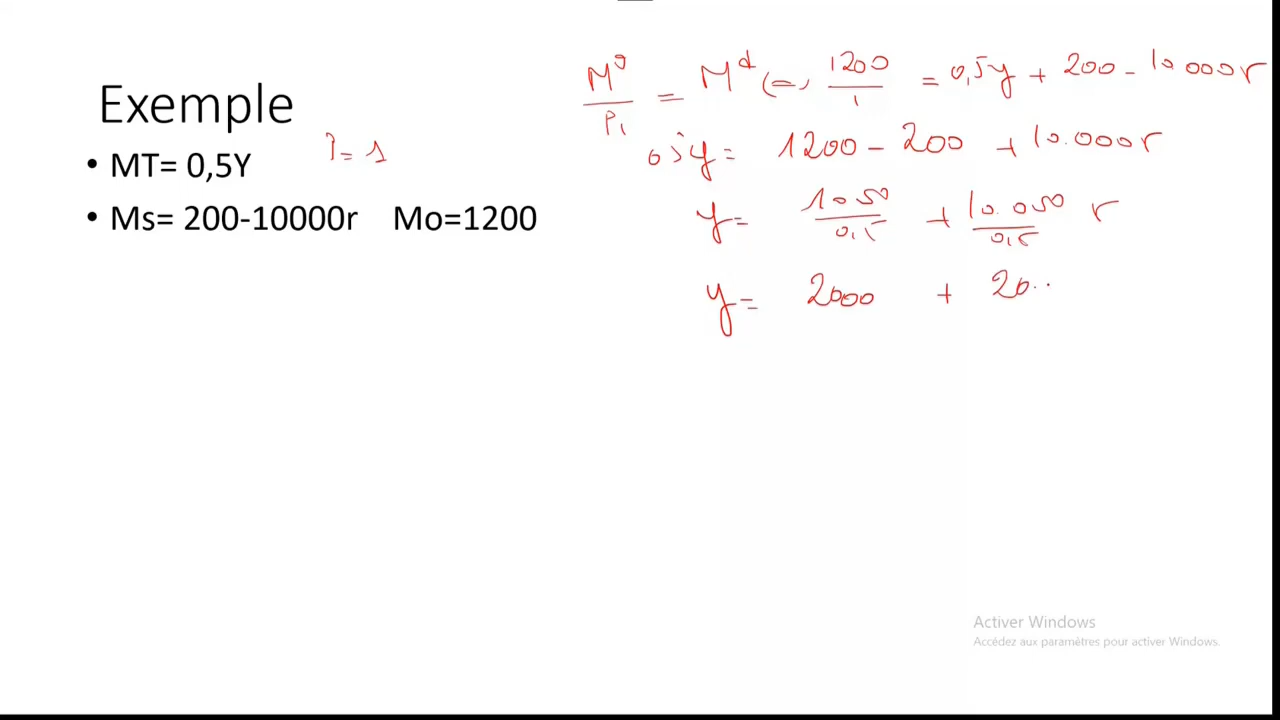 Exemple
• MT= 0,5Y
P= 1
• Ms= 200-10000r Mo=1200
M⁰/P₁ = Mᵈ (=) 1200/1 = 0,5y + 200 - 10.000r
0,5y = 1200 - 200 + 10.000r
y = 1000/0,5 + 10.000/0,5 r
y = 2000 + 20..
Activer Windows
Accédez aux paramètres pour activer Windows.